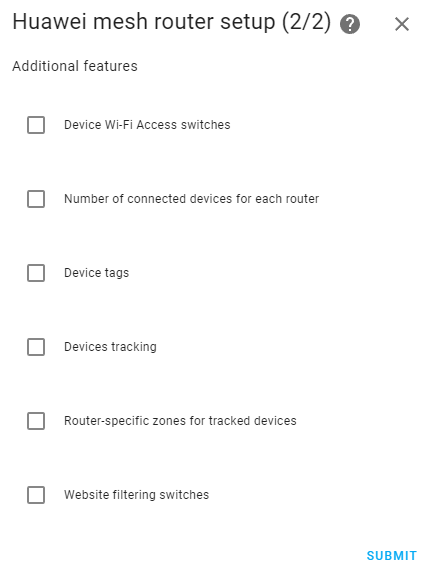 Huawei mesh router setup (2/2) ?
Additional features
Device Wi-Fi Access switches
Number of connected devices for each router
Device tags
Devices tracking
Router-specific zones for tracked devices
Website filtering switches
SUBMIT